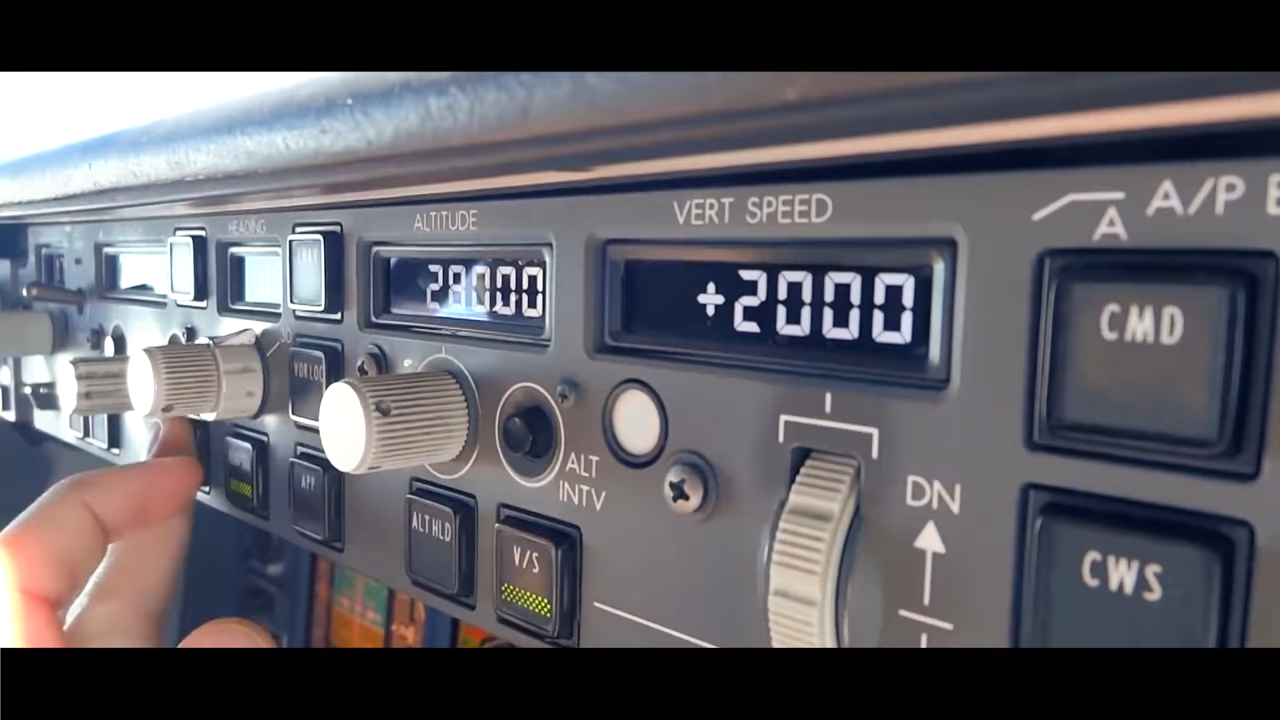 HEADING
ALTITUDE
VERT SPEED
A/P E
A
28000
+2000
CMD
VOR LOC
ALT
INTV
DN
APP
ALT HLD
V/S
CWS